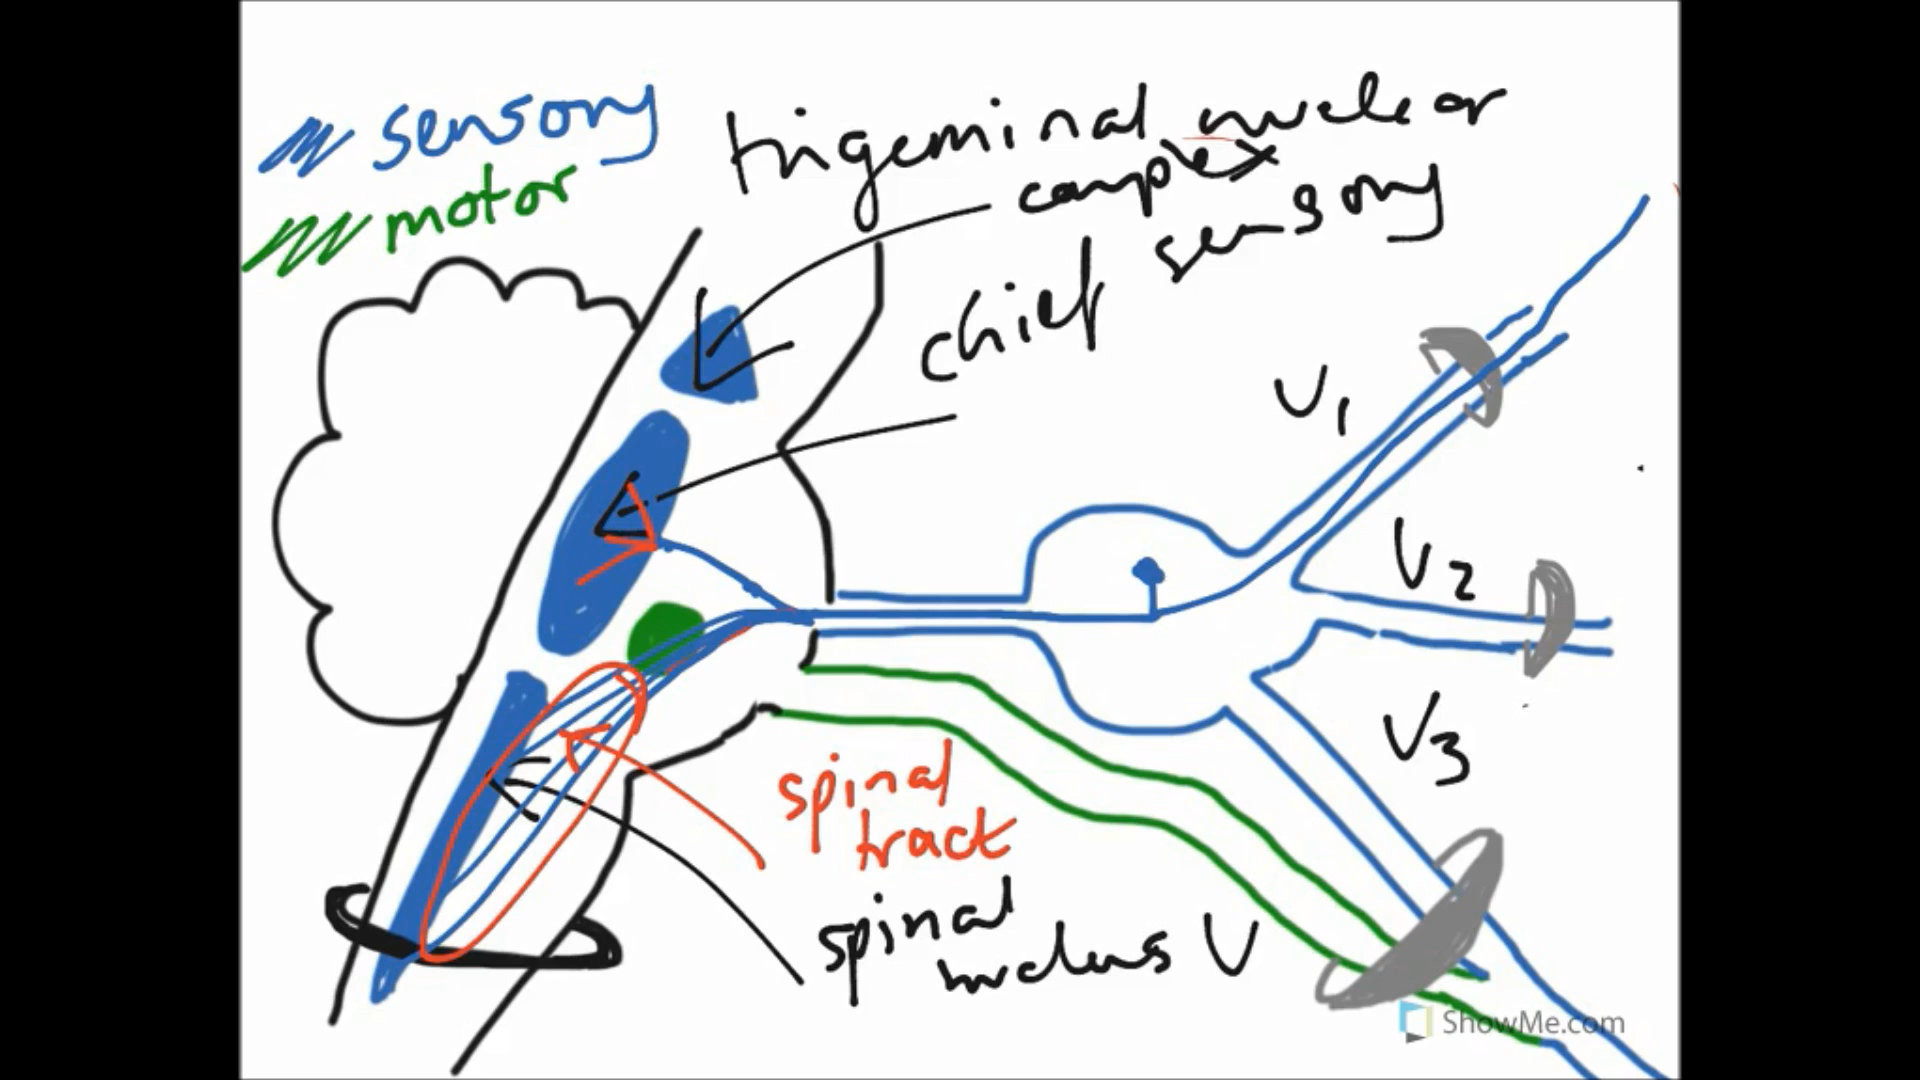 sensory
motor
trigeminal nuclear
complex
chief sensory
V1
V2
V3
spinal
tract
spinal
nucleus V
ShowMe.com